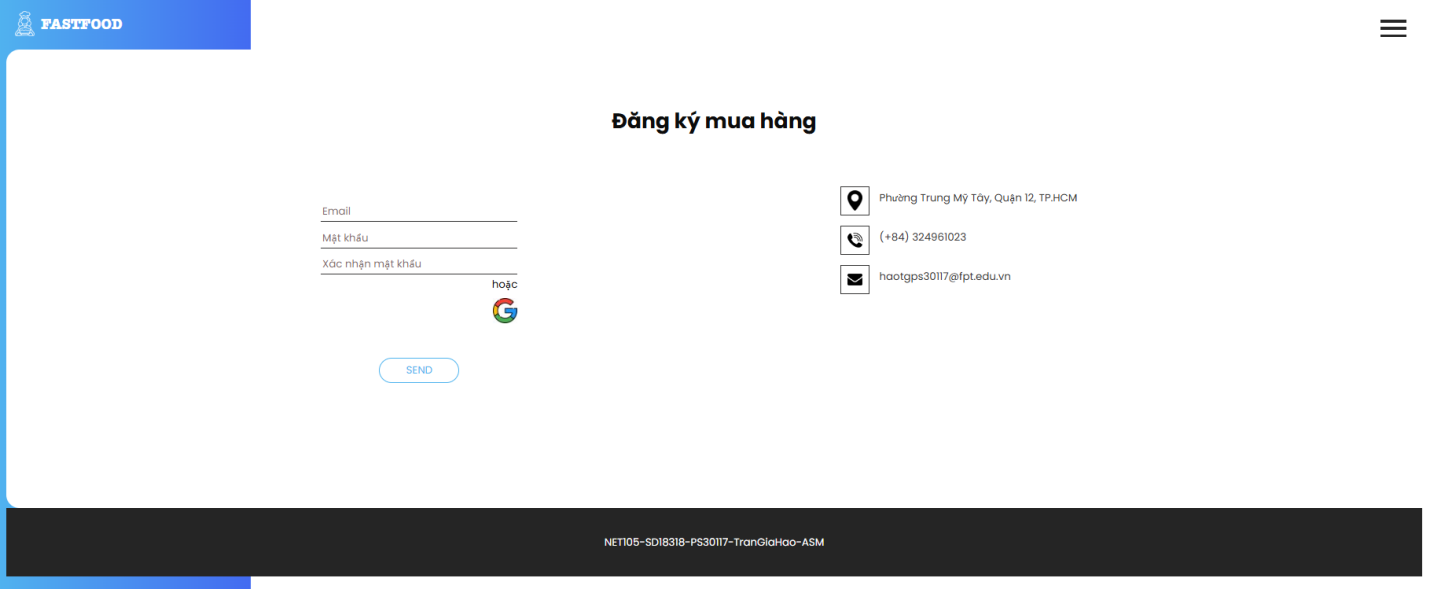 FASTFOOD
Đăng ký mua hàng
Email
Mật khẩu
Xác nhận mật khẩu
hoặc
SEND
Phường Trung Mỹ Tây, Quận 12, TP.HCM
(+84) 324961023
haotgps30117@fpt.edu.vn
NET105-SD18318-PS30117-TranGiaHao-ASM